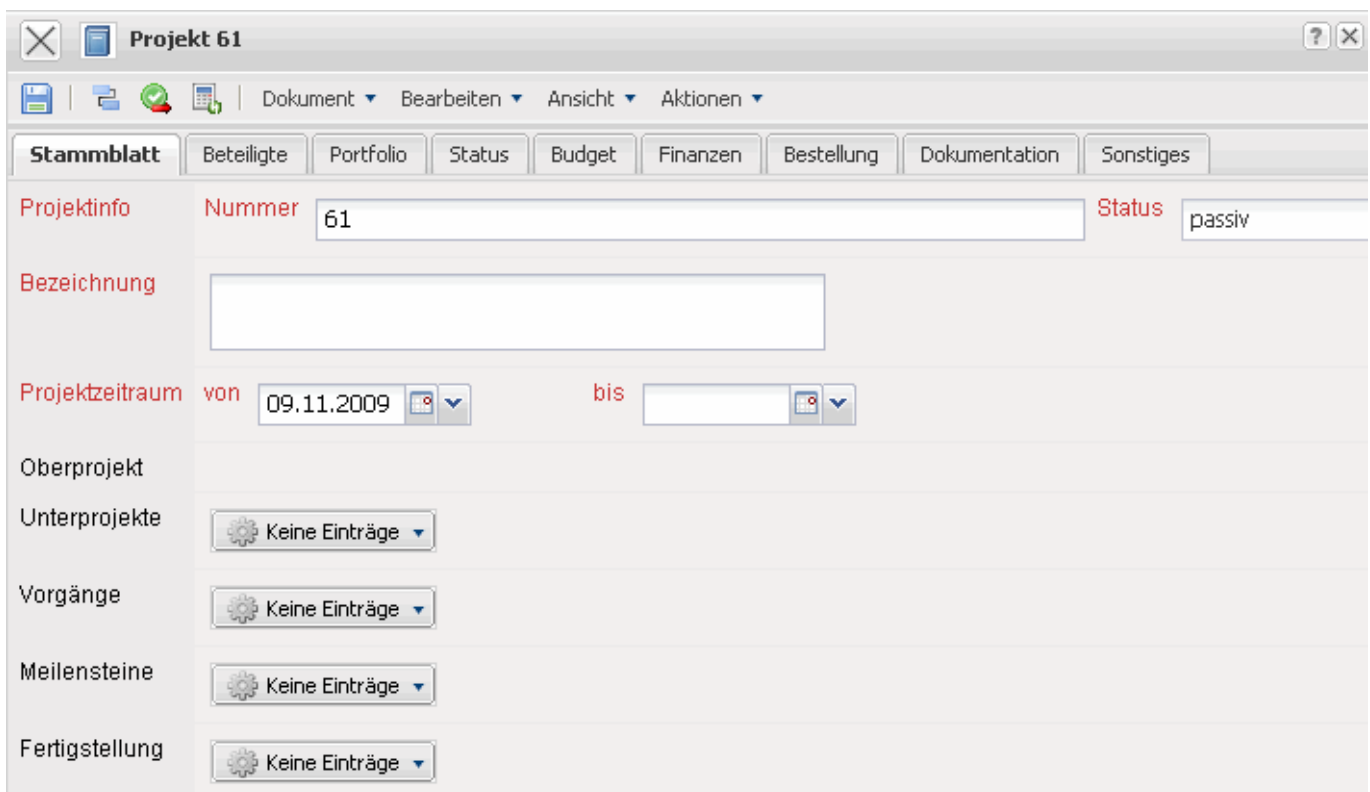 Projekt 61
Dokument Bearbeiten Ansicht Aktionen
Stammblatt Beteiligte Portfolio Status Budget Finanzen Bestellung Dokumentation Sonstiges
Projektinfo Nummer 61 Status passiv
Bezeichnung
Projektzeitraum von 09.11.2009 bis
Oberprojekt
Unterprojekte Keine Einträge
Vorgänge Keine Einträge
Meilensteine Keine Einträge
Fertigstellung Keine Einträge